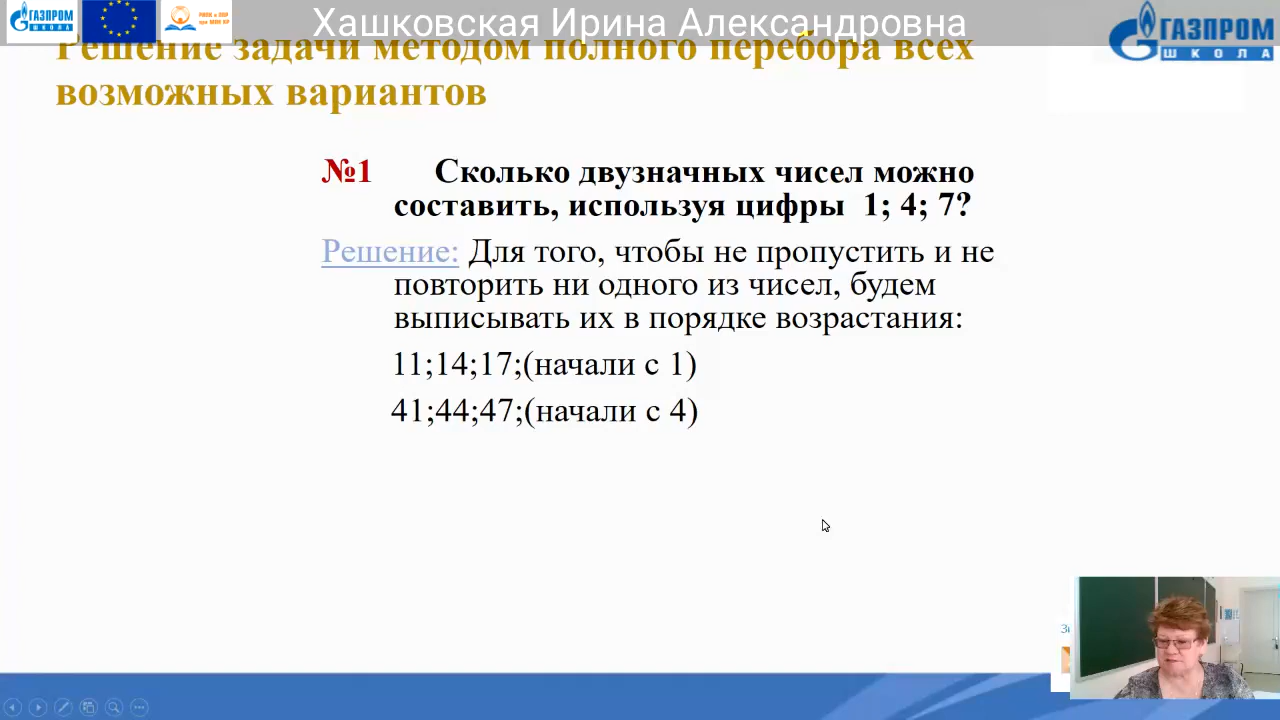 ГАЗПРОМ
ШКОЛА
Хашковская Ирина Александровна
ГАЗПРОМ
ШКОЛА
Решение задачи методом полного перебора всех
возможных вариантов
№1 Сколько двузначных чисел можно
составить, используя цифры 1; 4; 7?
Решение: Для того, чтобы не пропустить и не
повторить ни одного из чисел, будем
выписывать их в порядке возрастания:
11;14;17;(начали с 1)
41;44;47;(начали с 4)